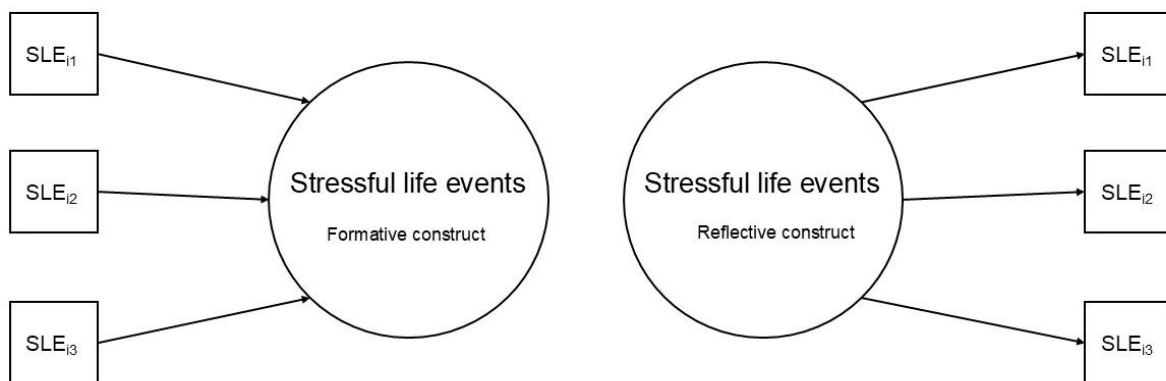 SLEi1
SLEi2
SLEi3
Stressful life events
Formative construct
Stressful life events
Reflective construct
SLEi1
SLEi2
SLEi3